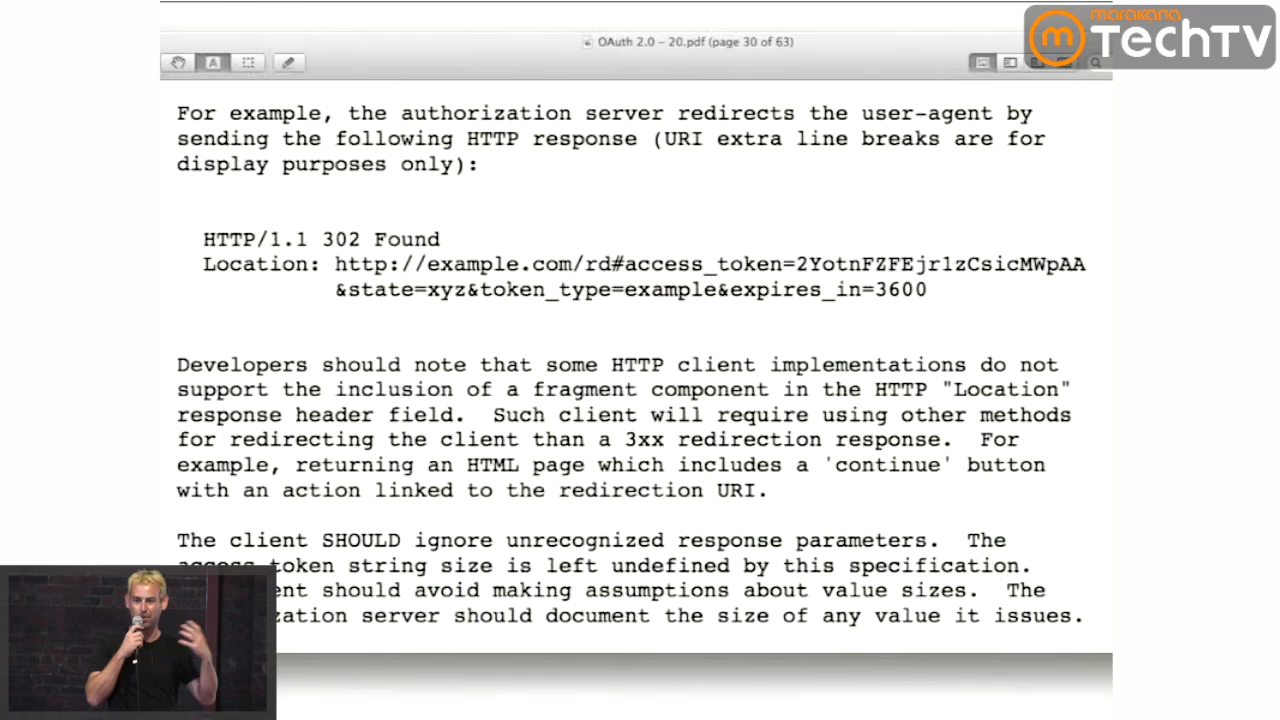 OAuth 2.0 – 20.pdf (page 30 of 63)
marakana
m TechTV
A
For example, the authorization server redirects the user-agent by
sending the following HTTP response (URI extra line breaks are for
display purposes only):
HTTP/1.1 302 Found
Location: http://example.com/rd#access_token=2YotnFZFEjr1zCsicMWpAA
&state=xyz&token_type=example&expires_in=3600
Developers should note that some HTTP client implementations do not
support the inclusion of a fragment component in the HTTP "Location"
response header field.  Such client will require using other methods
for redirecting the client than a 3xx redirection response.  For
example, returning an HTML page which includes a 'continue' button
with an action linked to the redirection URI.
The client SHOULD ignore unrecognized response parameters.  The
access token string size is left undefined by this specification.
ent should avoid making assumptions about value sizes.  The
ization server should document the size of any value it issues.